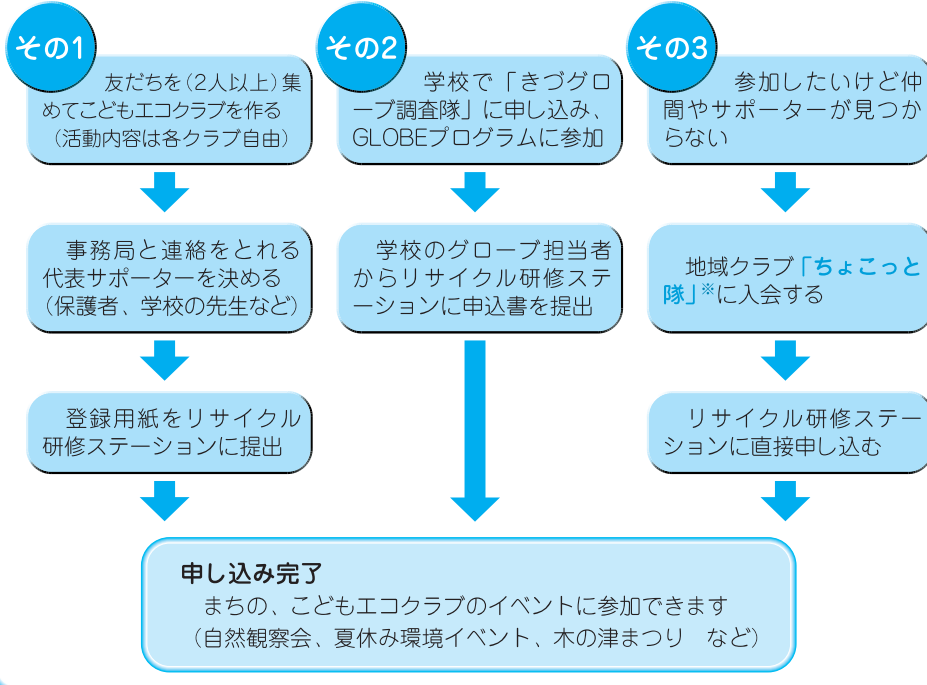 その1
友だちを(2人以上)集
めてこどもエコクラブを作る
(活動内容は各クラブ自由)
事務局と連絡をとれる
代表サポーターを決める
(保護者、学校の先生など)
登録用紙をリサイクル
研修ステーションに提出
その2
学校で「きづグロ
ーブ調査隊」に申し込み、
GLOBEプログラムに参加
学校のグローブ担当者
からリサイクル研修ステ
ーションに申込書を提出
その3
参加したいけど仲
間やサポーターが見つか
らない
地域クラブ「ちょこっと
隊」※に入会する
リサイクル研修ステー
ションに直接申し込む
申し込み完了
まちの、こどもエコクラブのイベントに参加できます
(自然観察会、夏休み環境イベント、木の津まつり　など)